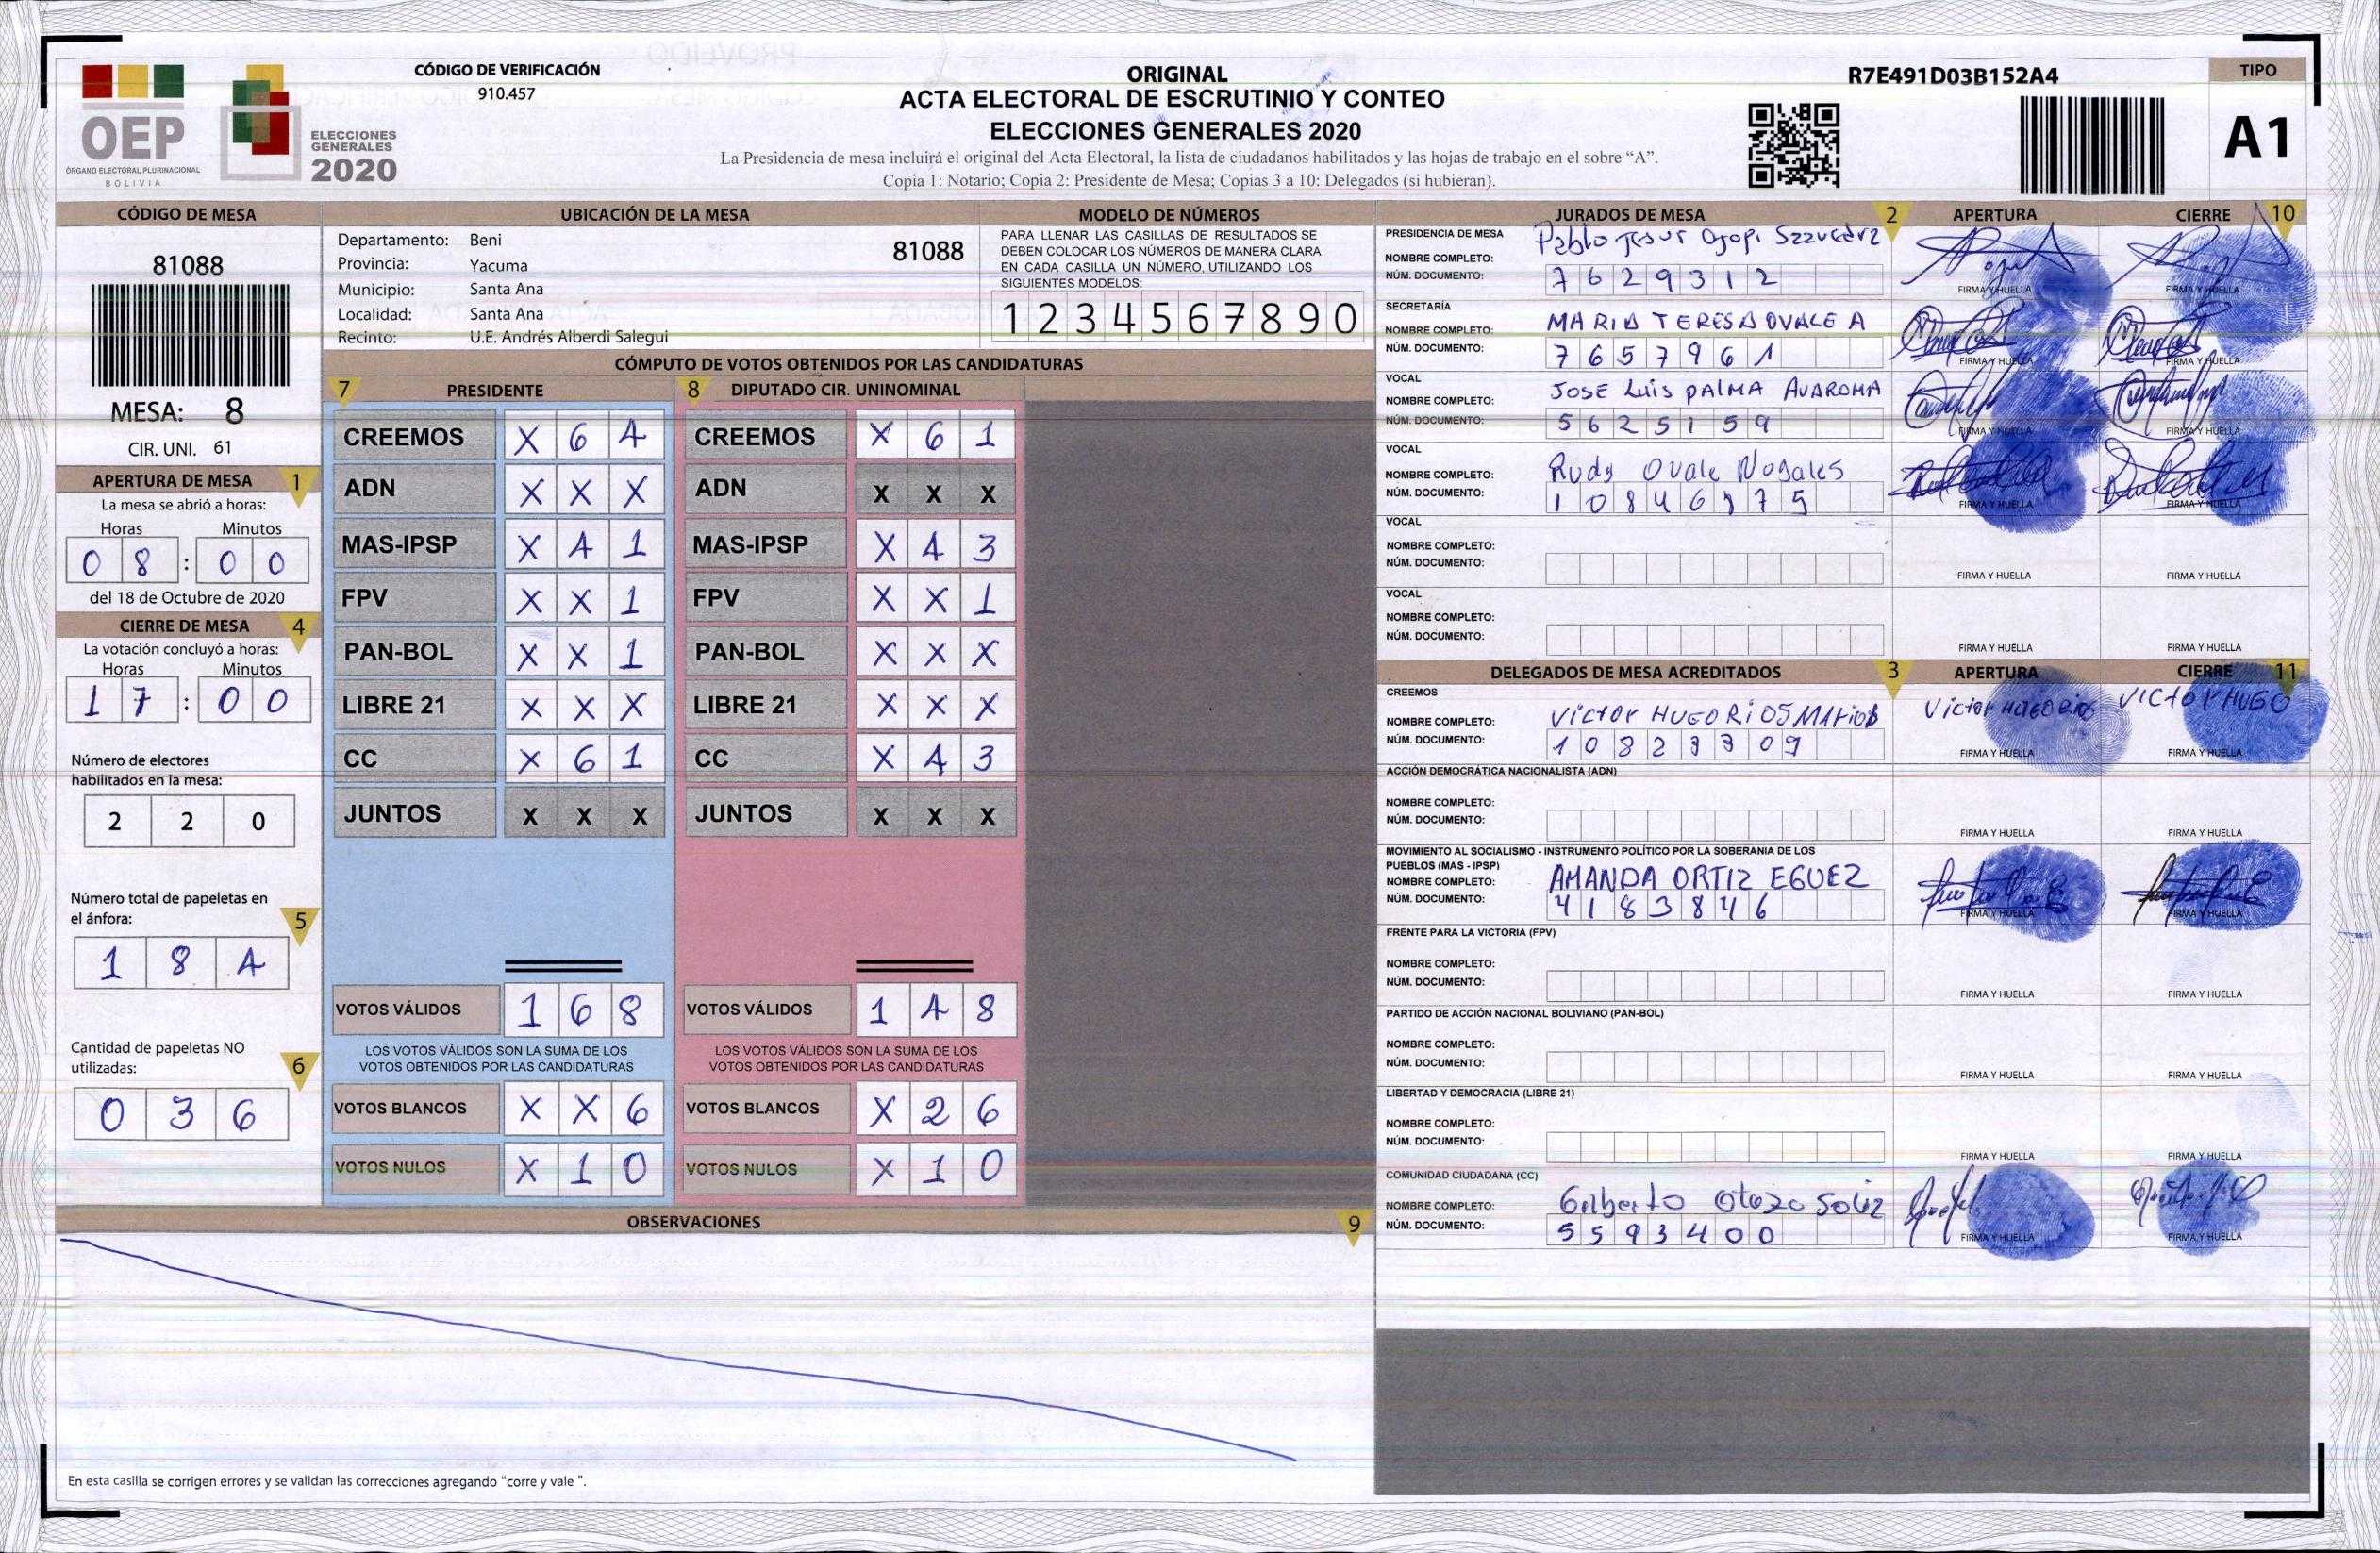 CÓDIGO DE VERIFICACIÓN
910.457
ORIGINAL
ACTA ELECTORAL DE ESCRUTINIO Y CONTEO
ELECCIONES GENERALES 2020
La Presidencia de mesa incluirá el original del Acta Electoral, la lista de ciudadanos habilitados y las hojas de trabajo en el sobre “A”.
Copia 1: Notario; Copia 2: Presidente de Mesa; Copias 3 a 10: Delegados (si hubieran).
R7E491D03B152A4
TIPO
A1
OEP
ÓRGANO ELECTORAL PLURINACIONAL
BOLIVIA
ELECCIONES
GENERALES
2020
CÓDIGO DE MESA
81088
MESA: 8
CIR. UNI. 61
APERTURA DE MESA 1
La mesa se abrió a horas:
Horas Minutos
0 8 : 0 0
del 18 de Octubre de 2020
CIERRE DE MESA 4
La votación concluyó a horas:
Horas Minutos
1 7 : 0 0
Número de electores
habilitados en la mesa:
2 2 0
Número total de papeletas en
el ánfora: 5
1 8 4
Cantidad de papeletas NO
utilizadas: 6
0 3 6
UBICACIÓN DE LA MESA
Departamento: Beni
81088
Provincia: Yacuma
Municipio: Santa Ana
Localidad: Santa Ana
Recinto: U.E. Andrés Alberdi Salegui
MODELO DE NÚMEROS
PARA LLENAR LAS CASILLAS DE RESULTADOS SE
DEBEN COLOCAR LOS NÚMEROS DE MANERA CLARA.
EN CADA CASILLA UN NÚMERO, UTILIZANDO LOS
SIGUIENTES MODELOS:
1 2 3 4 5 6 7 8 9 0
CÓMPUTO DE VOTOS OBTENIDOS POR LAS CANDIDATURAS
7 PRESIDENTE
CREEMOS X 6 4
ADN X X X
MAS-IPSP X 4 1
FPV X X 1
PAN-BOL X X 1
LIBRE 21 X X X
CC X 6 1
JUNTOS X X X
VOTOS VÁLIDOS 1 6 8
LOS VOTOS VÁLIDOS SON LA SUMA DE LOS
VOTOS OBTENIDOS POR LAS CANDIDATURAS
VOTOS BLANCOS X X 6
VOTOS NULOS X 1 0
8 DIPUTADO CIR. UNINOMINAL
CREEMOS X 6 1
ADN X X X
MAS-IPSP X 4 3
FPV X X 1
PAN-BOL X X X
LIBRE 21 X X X
CC X 4 3
JUNTOS X X X
VOTOS VÁLIDOS 1 4 8
LOS VOTOS VÁLIDOS SON LA SUMA DE LOS
VOTOS OBTENIDOS POR LAS CANDIDATURAS
VOTOS BLANCOS X 2 6
VOTOS NULOS X 1 0
OBSERVACIONES 9
En esta casilla se corrigen errores y se validan las correcciones agregando “corre y vale ”.
JURADOS DE MESA 2 APERTURA CIERRE 10
PRESIDENCIA DE MESA
NOMBRE COMPLETO: Pablo Jesus Ojopi
NÚM. DOCUMENTO: 7 6 2 9 3 1 2
FIRMA Y HUELLA FIRMA Y HUELLA
SECRETARÍA
NOMBRE COMPLETO: MARIA TERESA OVALE A
NÚM. DOCUMENTO: 7 6 5 7 9 6 1
FIRMA Y HUELLA FIRMA Y HUELLA
VOCAL
NOMBRE COMPLETO: JOSE Luis PALMA AVAROMA
NÚM. DOCUMENTO: 5 6 2 5 1 5 9
FIRMA Y HUELLA FIRMA Y HUELLA
VOCAL
NOMBRE COMPLETO: Rudy Ovale Nogales
NÚM. DOCUMENTO:
FIRMA Y HUELLA FIRMA Y HUELLA
VOCAL
NOMBRE COMPLETO:
NÚM. DOCUMENTO:
FIRMA Y HUELLA FIRMA Y HUELLA
VOCAL
NOMBRE COMPLETO:
NÚM. DOCUMENTO:
FIRMA Y HUELLA FIRMA Y HUELLA
DELEGADOS DE MESA ACREDITADOS 3 APERTURA CIERRE 11
CREEMOS
NOMBRE COMPLETO: Victor HUGO RiOS
NÚM. DOCUMENTO:
Victor HUGO RiOS VICTOR HUGO
FIRMA Y HUELLA FIRMA Y HUELLA
ACCIÓN DEMOCRÁTICA NACIONALISTA (ADN)
NOMBRE COMPLETO:
NÚM. DOCUMENTO:
FIRMA Y HUELLA FIRMA Y HUELLA
MOVIMIENTO AL SOCIALISMO - INSTRUMENTO POLÍTICO POR LA SOBERANIA DE LOS
PUEBLOS (MAS - IPSP)
NOMBRE COMPLETO: AMANDA ORTIZ EGUEZ
NÚM. DOCUMENTO: 4 1 8 3 8 4 6
FIRMA Y HUELLA FIRMA Y HUELLA
FRENTE PARA LA VICTORIA (FPV)
NOMBRE COMPLETO:
NÚM. DOCUMENTO:
FIRMA Y HUELLA FIRMA Y HUELLA
PARTIDO DE ACCIÓN NACIONAL BOLIVIANO (PAN-BOL)
NOMBRE COMPLETO:
NÚM. DOCUMENTO:
FIRMA Y HUELLA FIRMA Y HUELLA
LIBERTAD Y DEMOCRACIA (LIBRE 21)
NOMBRE COMPLETO:
NÚM. DOCUMENTO:
FIRMA Y HUELLA FIRMA Y HUELLA
COMUNIDAD CIUDADANA (CC)
NOMBRE COMPLETO: Gilberto
NÚM. DOCUMENTO: 5 5 9 3 4 0 0
FIRMA Y HUELLA FIRMA Y HUELLA